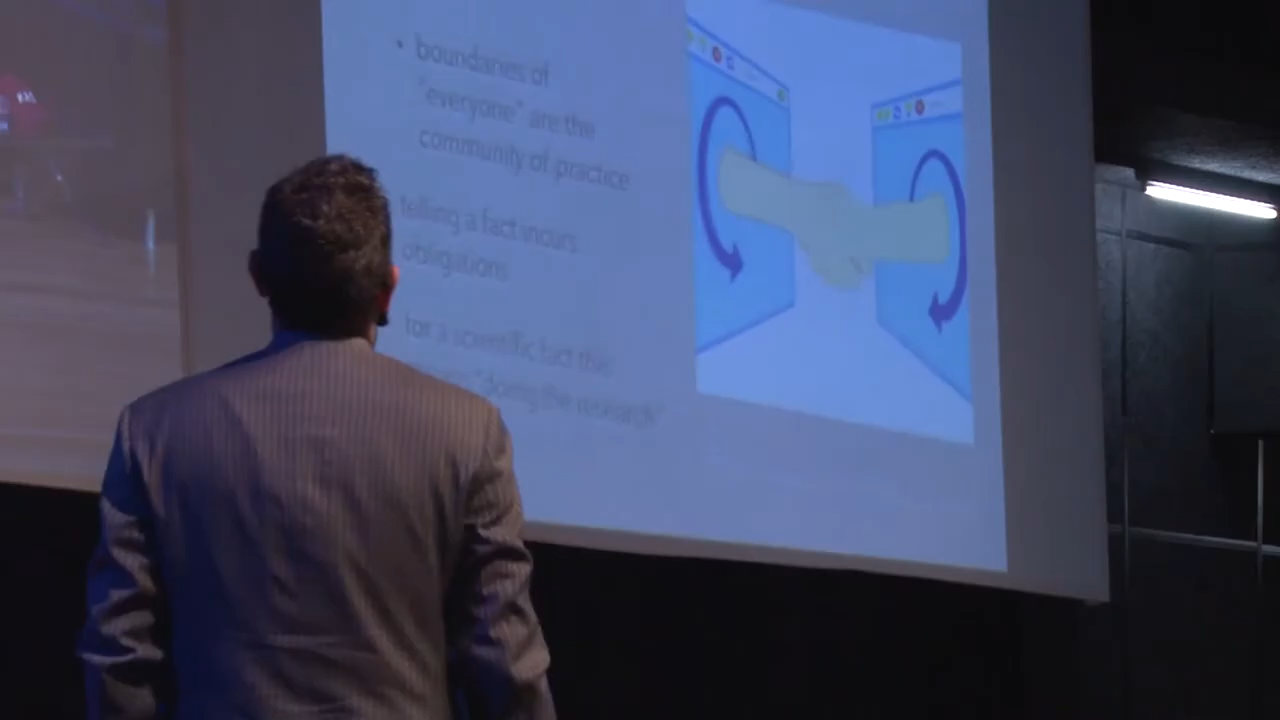 • boundaries of
"everyone" are the
community of practice
telling a fact incurs
obligations
for a scientific fact this
"doing the research"